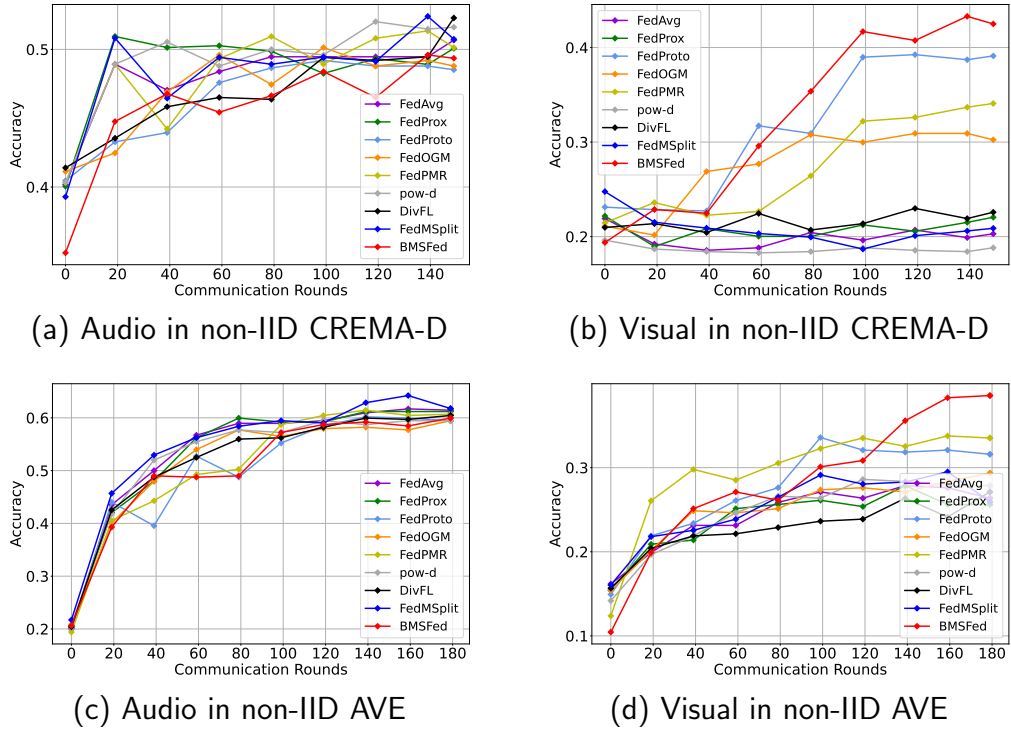 0.5
0.4
Accuracy
0 20 40 60 80 100 120 140
Communication Rounds
FedAvg
FedProx
FedProto
FedOGM
FedPMR
pow-d
DivFL
FedMSplit
BMSFed
(a) Audio in non-IID CREMA-D
0.4
0.3
0.2
Accuracy
0 20 40 60 80 100 120 140
Communication Rounds
FedAvg
FedProx
FedProto
FedOGM
FedPMR
pow-d
DivFL
FedMSplit
BMSFed
(b) Visual in non-IID CREMA-D
0.6
0.5
0.4
0.3
0.2
Accuracy
0 20 40 60 80 100 120 140 160 180
Communication Rounds
FedAvg
FedProx
FedProto
FedOGM
FedPMR
pow-d
DivFL
FedMSplit
BMSFed
(c) Audio in non-IID AVE
0.3
0.2
0.1
Accuracy
0 20 40 60 80 100 120 140 160 180
Communication Rounds
FedAvg
FedProx
FedProto
FedOGM
FedPMR
pow-d
DivFL
FedMSplit
BMSFed
(d) Visual in non-IID AVE